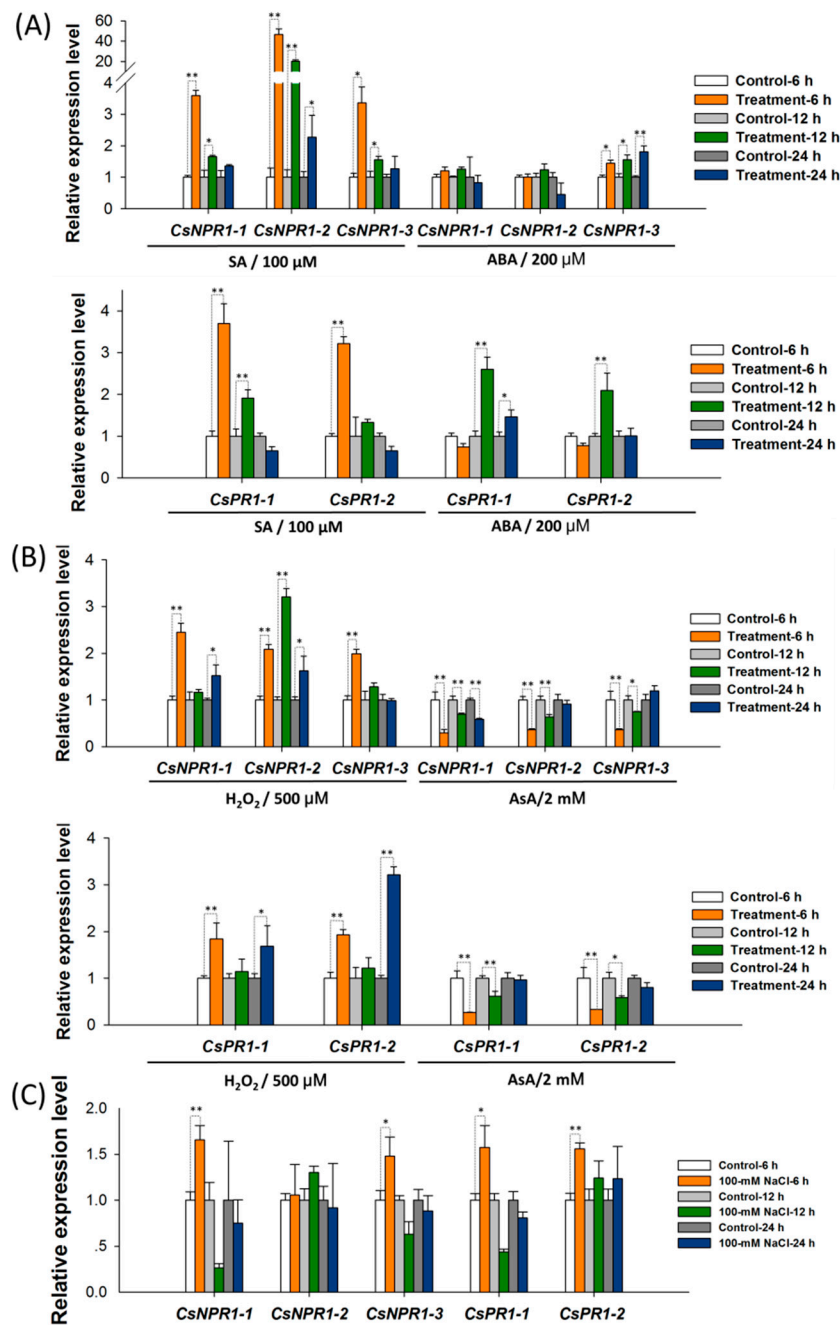 (A)
Relative expression level
60
40
20
4
2
1
0
** ** ** * * * * * * **
Control-6 h
Treatment-6 h
Control-12 h
Treatment-12 h
Control-24 h
Treatment-24 h
CsNPR1-1 CsNPR1-2 CsNPR1-3 CsNPR1-1 CsNPR1-2 CsNPR1-3
SA / 100 μM ABA / 200 μM
Relative expression level
4
3
2
1
0
** ** ** ** * **
Control-6 h
Treatment-6 h
Control-12 h
Treatment-12 h
Control-24 h
Treatment-24 h
CsPR1-1 CsPR1-2 CsPR1-1 CsPR1-2
SA / 100 μM ABA / 200 μM
(B)
Relative expression level
4
3
2
1
0
** * ** ** * ** ** ** ** ** ** ** *
Control-6 h
Treatment-6 h
Control-12 h
Treatment-12 h
Control-24 h
Treatment-24 h
CsNPR1-1 CsNPR1-2 CsNPR1-3 CsNPR1-1 CsNPR1-2 CsNPR1-3
H2O2 / 500 μM AsA/2 mM
Relative expression level
4
3
2
1
0
** * ** ** ** ** ** *
Control-6 h
Treatment-6 h
Control-12 h
Treatment-12 h
Control-24 h
Treatment-24 h
CsPR1-1 CsPR1-2 CsPR1-1 CsPR1-2
H2O2 / 500 μM AsA/2 mM
(C)
Relative expression level
2.0
1.5
1.0
.5
0.0
** * * **
Control-6 h
100-mM NaCl-6 h
Control-12 h
100-mM NaCl-12 h
Control-24 h
100-mM NaCl-24 h
CsNPR1-1 CsNPR1-2 CsNPR1-3 CsPR1-1 CsPR1-2